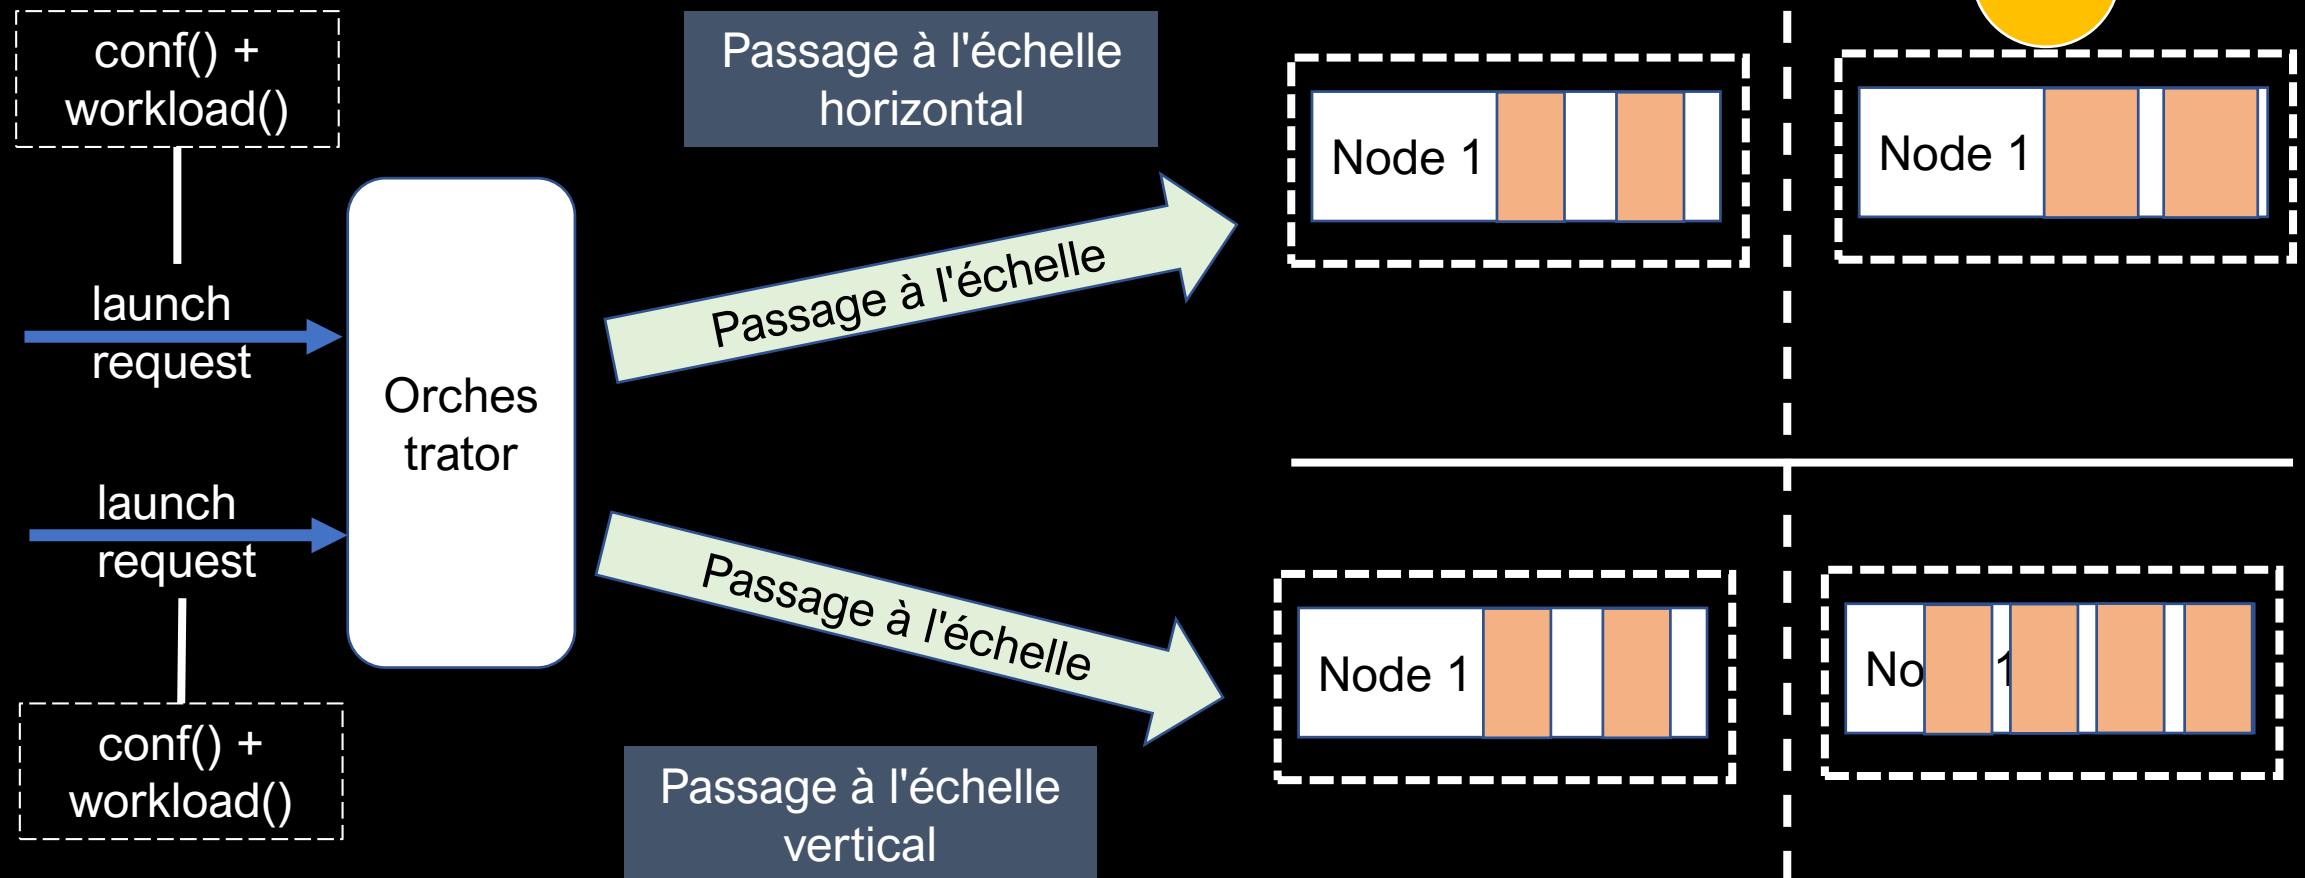 conf() +
workload()
Passage à l'échelle
horizontal
Node 1
Node 1
launch
request
Passage à l'échelle
Orches
trator
launch
request
Passage à l'échelle
Node 1
No 1
conf() +
workload()
Passage à l'échelle
vertical